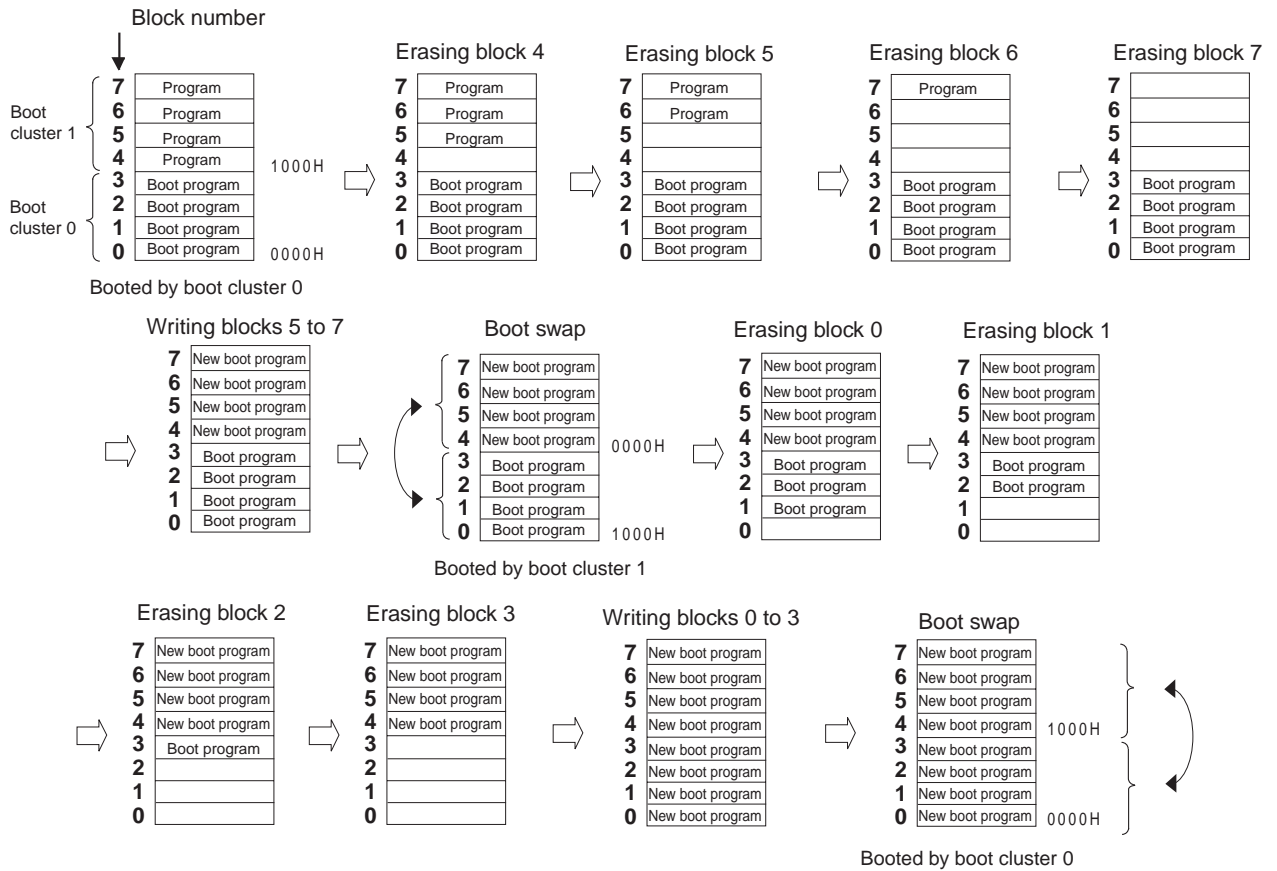 Block number
Erasing block 4
Erasing block 5
Erasing block 6
Erasing block 7
Boot
cluster 1
Boot
cluster 0
7 Program
6 Program
5 Program
4 Program
1000H
3 Boot program
2 Boot program
1 Boot program
0 Boot program
0000H
Booted by boot cluster 0
7 Program
6 Program
5 Program
4
3 Boot program
2 Boot program
1 Boot program
0 Boot program
7 Program
6 Program
5
4
3 Boot program
2 Boot program
1 Boot program
0 Boot program
7 Program
6
5
4
3 Boot program
2 Boot program
1 Boot program
0 Boot program
7
6
5
4
3 Boot program
2 Boot program
1 Boot program
0 Boot program
Writing blocks 5 to 7
7 New boot program
6 New boot program
5 New boot program
4 New boot program
3 Boot program
2 Boot program
1 Boot program
0 Boot program
Boot swap
7 New boot program
6 New boot program
5 New boot program
4 New boot program
0000H
3 Boot program
2 Boot program
1 Boot program
0 Boot program
1000H
Booted by boot cluster 1
Erasing block 0
7 New boot program
6 New boot program
5 New boot program
4 New boot program
3 Boot program
2 Boot program
1 Boot program
0
Erasing block 1
7 New boot program
6 New boot program
5 New boot program
4 New boot program
3 Boot program
2 Boot program
1
0
Erasing block 2
7 New boot program
6 New boot program
5 New boot program
4 New boot program
3 Boot program
2
1
0
Erasing block 3
7 New boot program
6 New boot program
5 New boot program
4 New boot program
3
2
1
0
Writing blocks 0 to 3
7 New boot program
6 New boot program
5 New boot program
4 New boot program
3 New boot program
2 New boot program
1 New boot program
0 New boot program
Boot swap
7 New boot program
6 New boot program
5 New boot program
4 New boot program
1000H
3 New boot program
2 New boot program
1 New boot program
0 New boot program
0000H
Booted by boot cluster 0